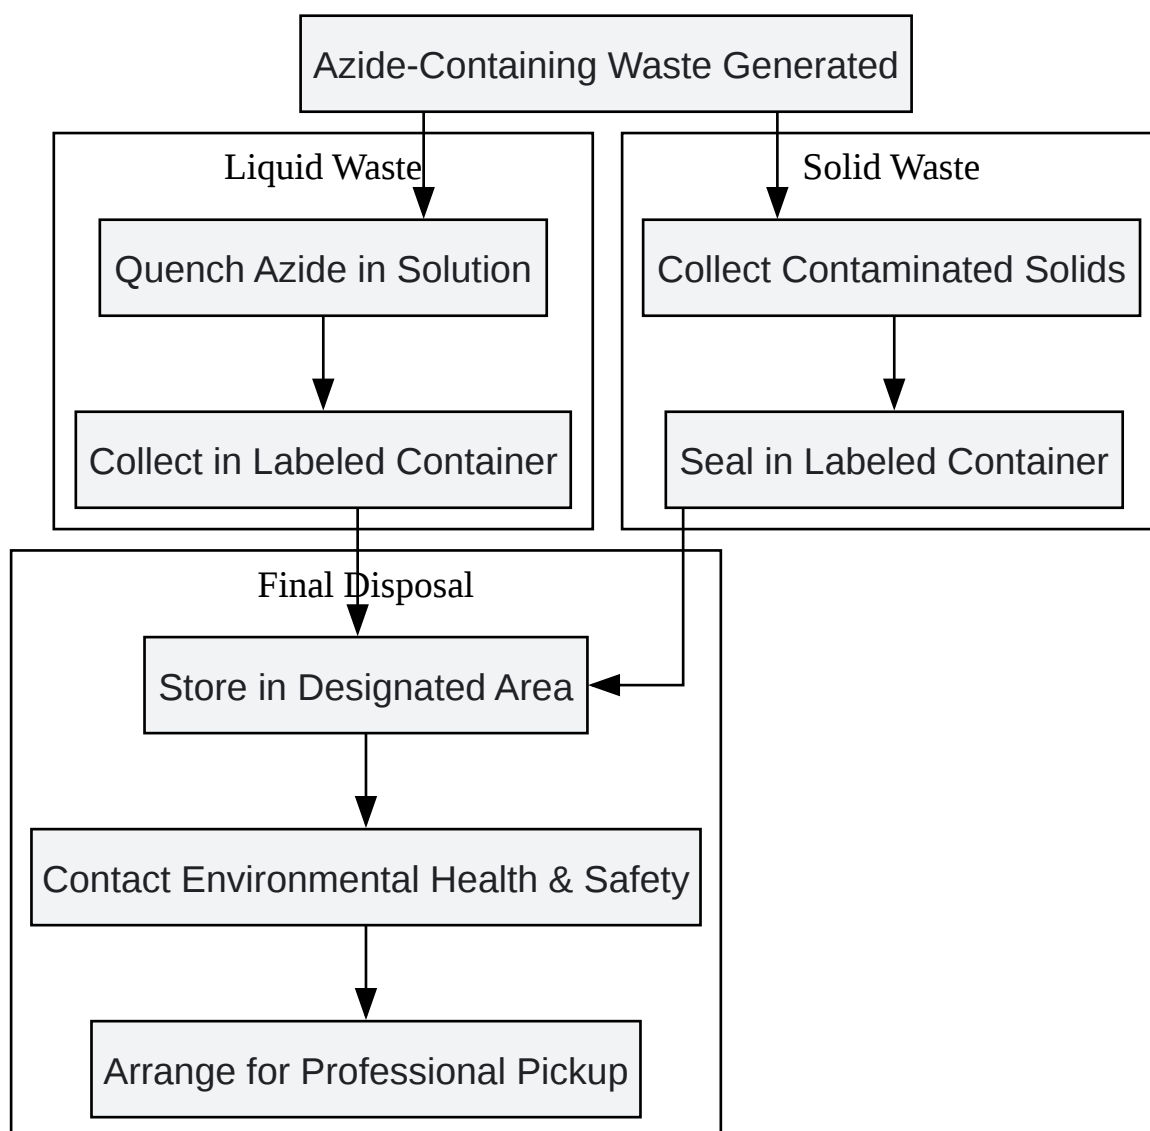 Azide-Containing Waste Generated
Liquid Waste
Solid Waste
Quench Azide in Solution
Collect Contaminated Solids
Collect in Labeled Container
Seal in Labeled Container
Final Disposal
Store in Designated Area
Contact Environmental Health & Safety
Arrange for Professional Pickup